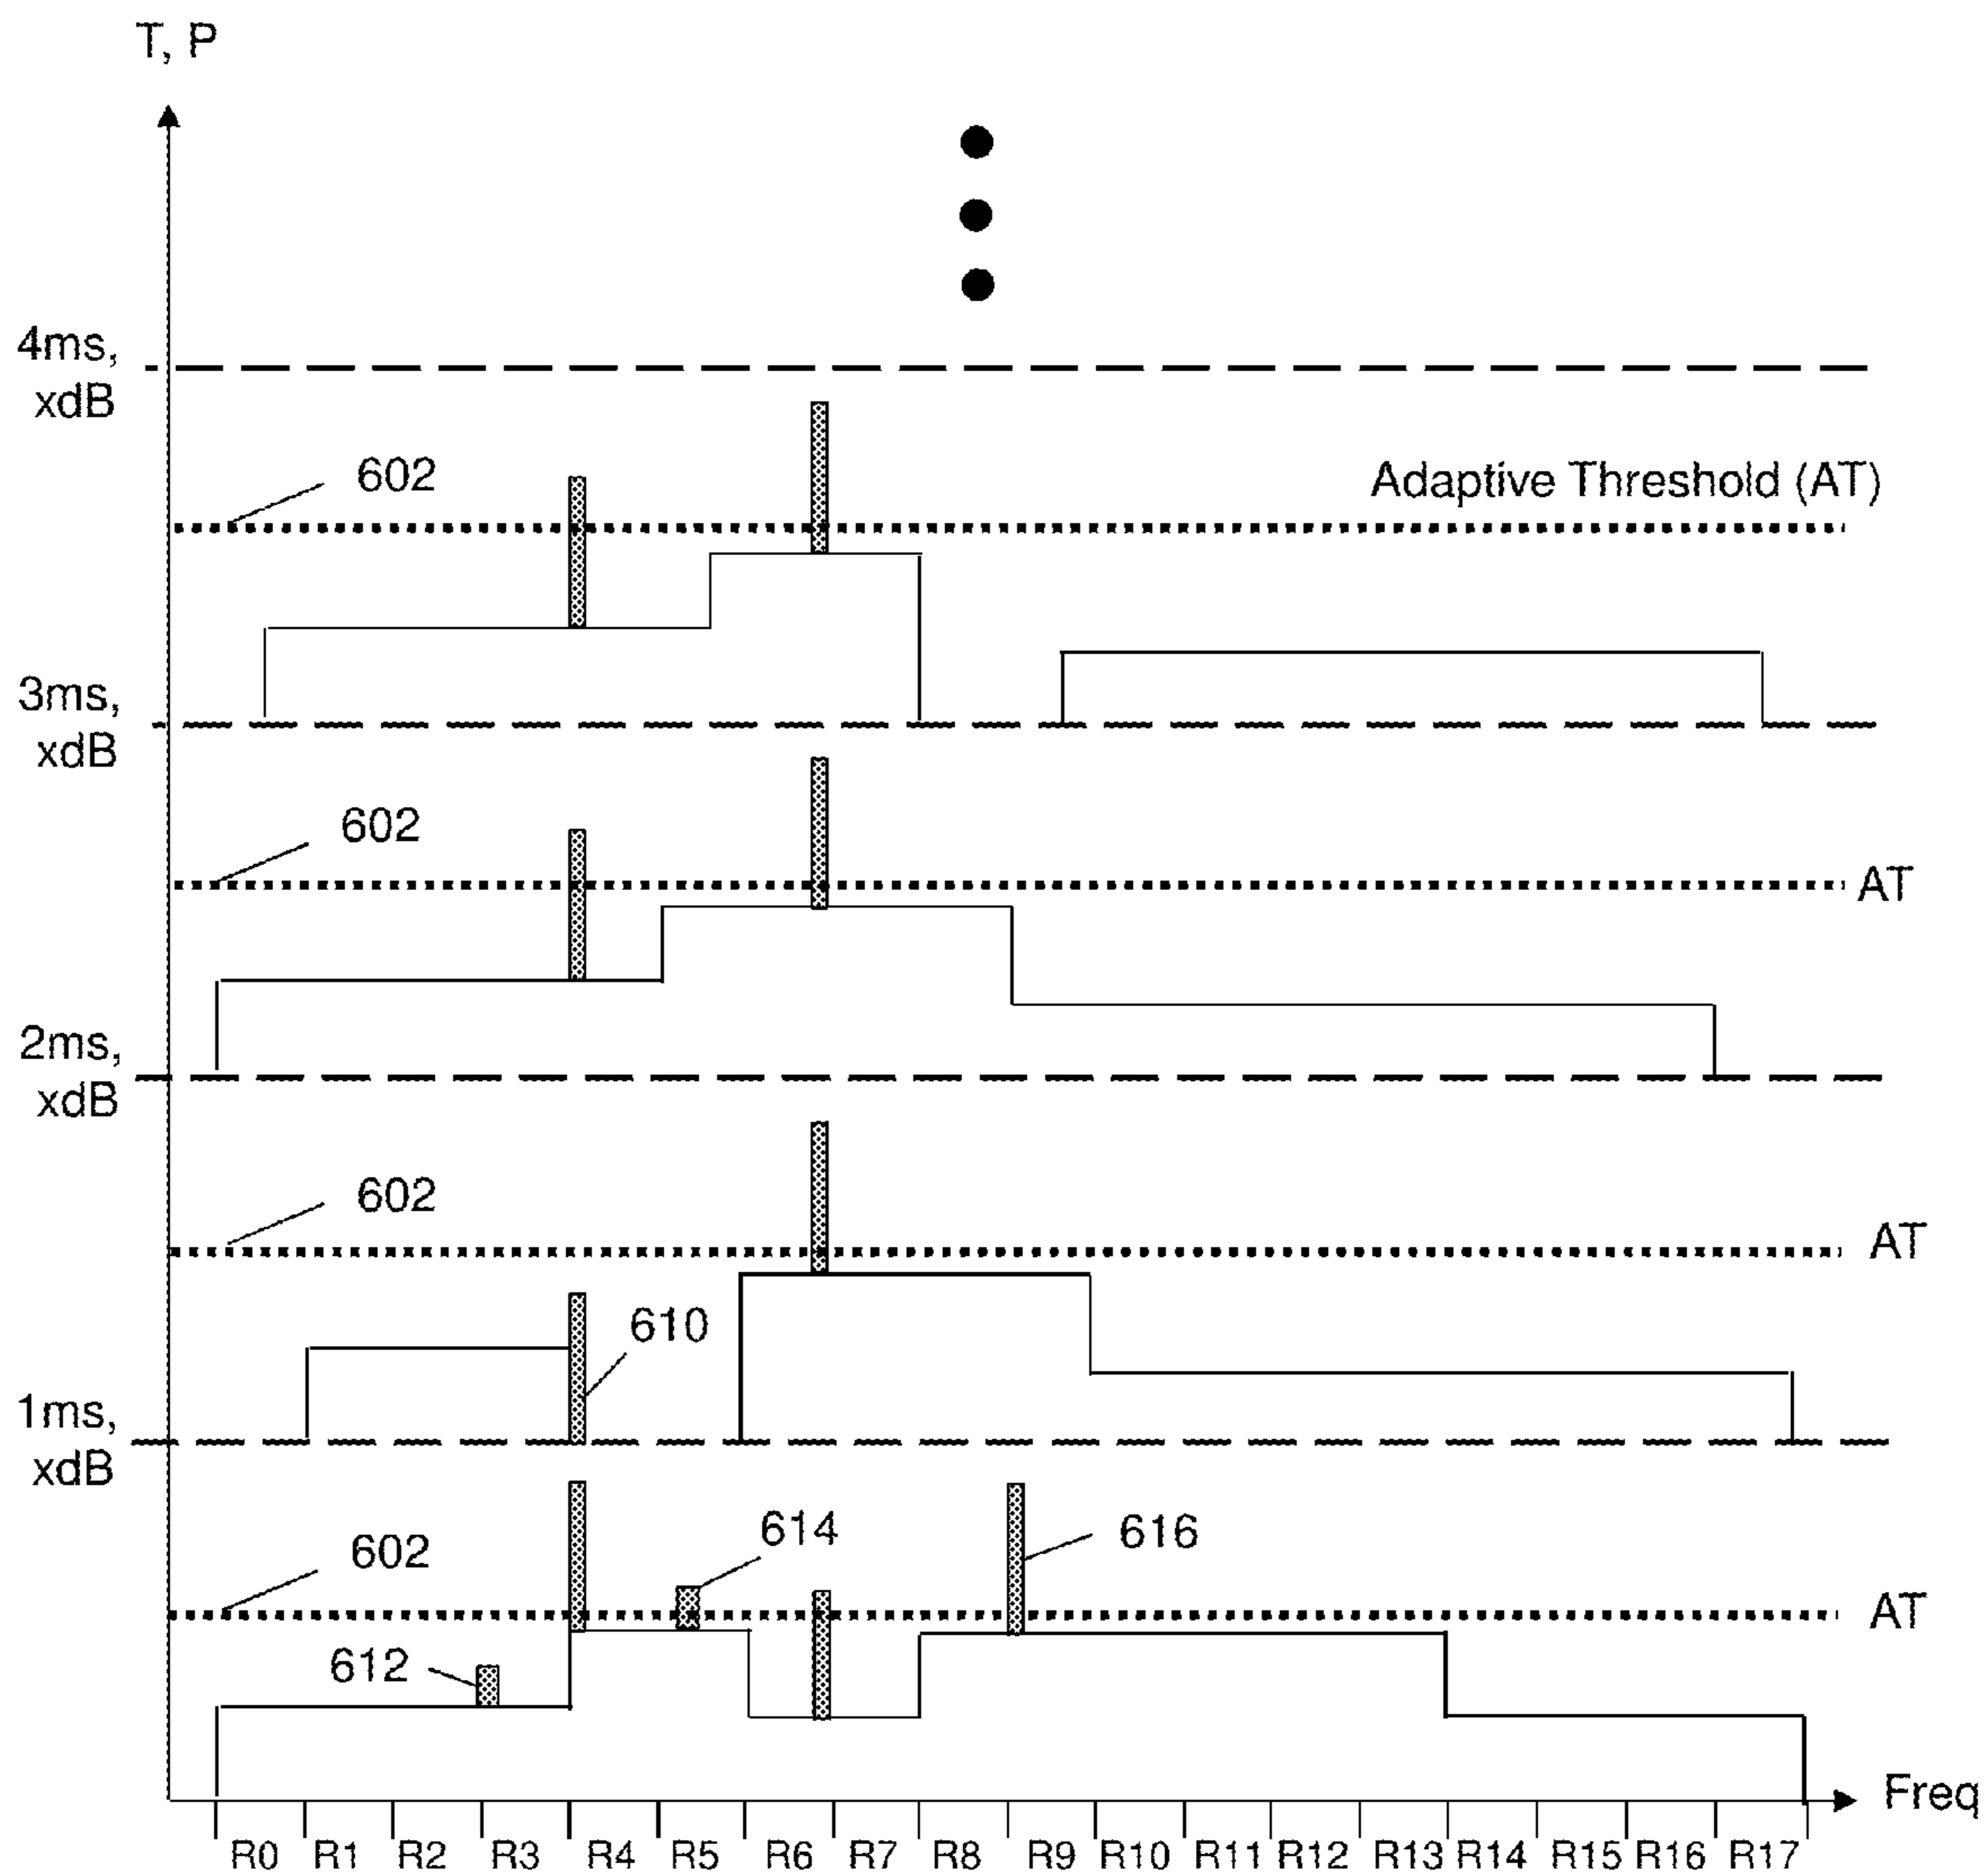 T, P
4ms,
xdB
602
Adaptive Threshold (AT)
3ms,
xdB
602
AT
2ms,
xdB
602
AT
610
1ms,
xdB
602
614
616
AT
612
Freq
R0 R1 R2 R3 R4 R5 R6 R7 R8 R9 R10 R11 R12 R13 R14 R15 R16 R17